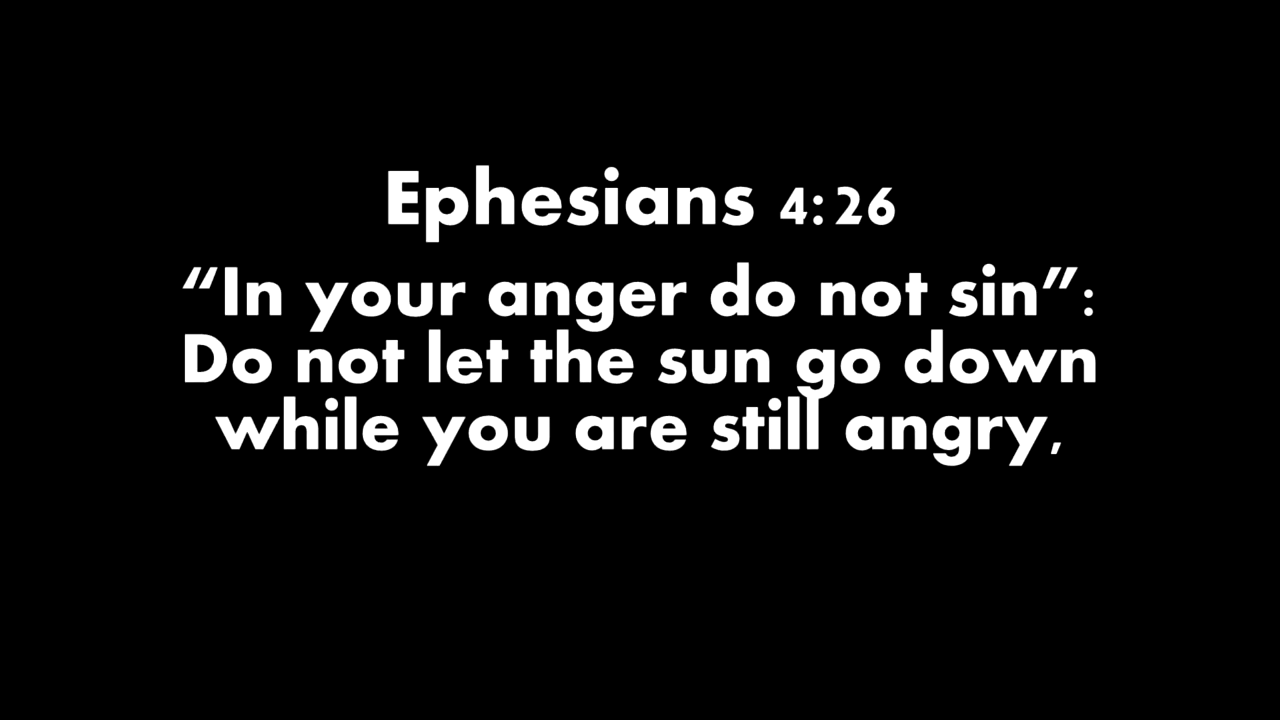 Ephesians 4:26
“In your anger do not sin”:
Do not let the sun go down
while you are still angry,